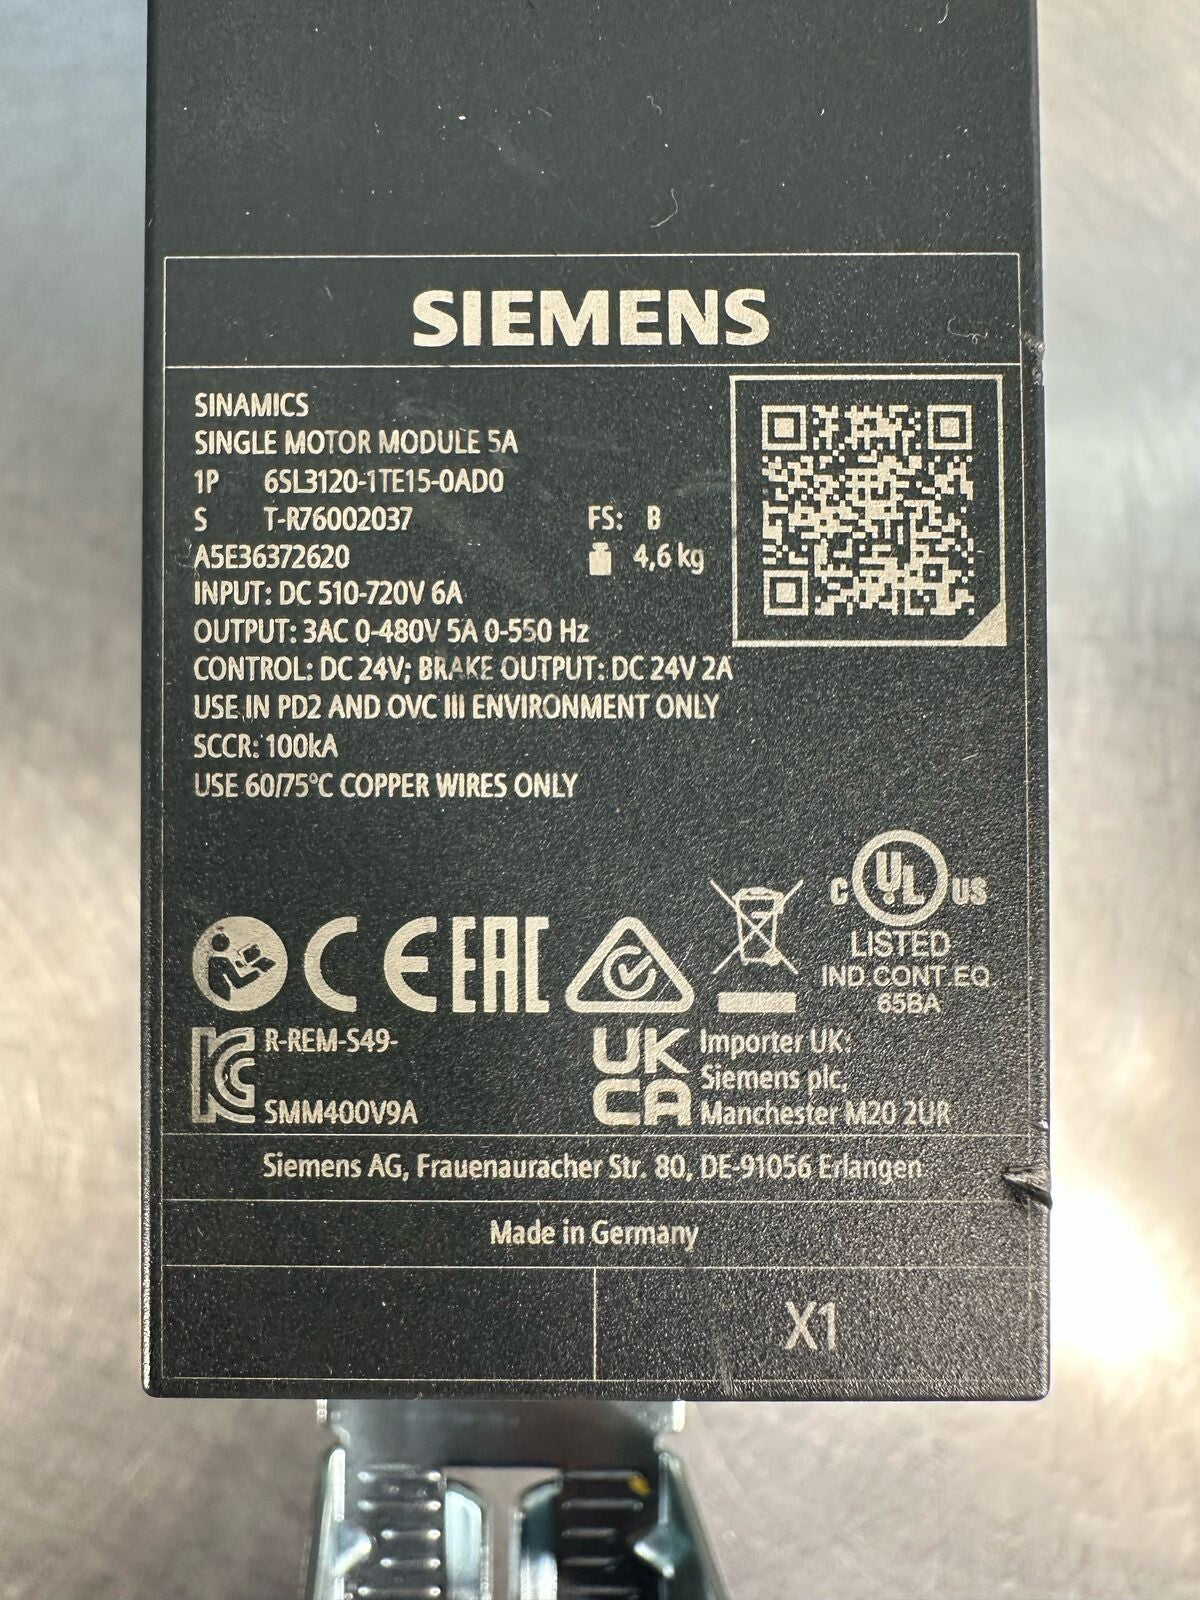 SIEMENS
SINAMICS
SINGLE MOTOR MODULE 5A
1P 6SL3120-1TE15-0AD0
S T-R76002037 FS: B
A5E36372620 4,6 kg
INPUT: DC 510-720V 6A
OUTPUT: 3AC 0-480V 5A 0-550 Hz
CONTROL: DC 24V; BRAKE OUTPUT: DC 24V 2A
USE IN PD2 AND OVC III ENVIRONMENT ONLY
SCCR: 100kA
USE 60/75°C COPPER WIRES ONLY
C UL US
LISTED
IND.CONT.EQ.
65BA
CE EAC
KC R-REM-S49-
SMM400V9A
UK
CA
Importer UK:
Siemens plc,
Manchester M20 2UR
Siemens AG, Frauenauracher Str. 80, DE-91056 Erlangen
Made in Germany
X1